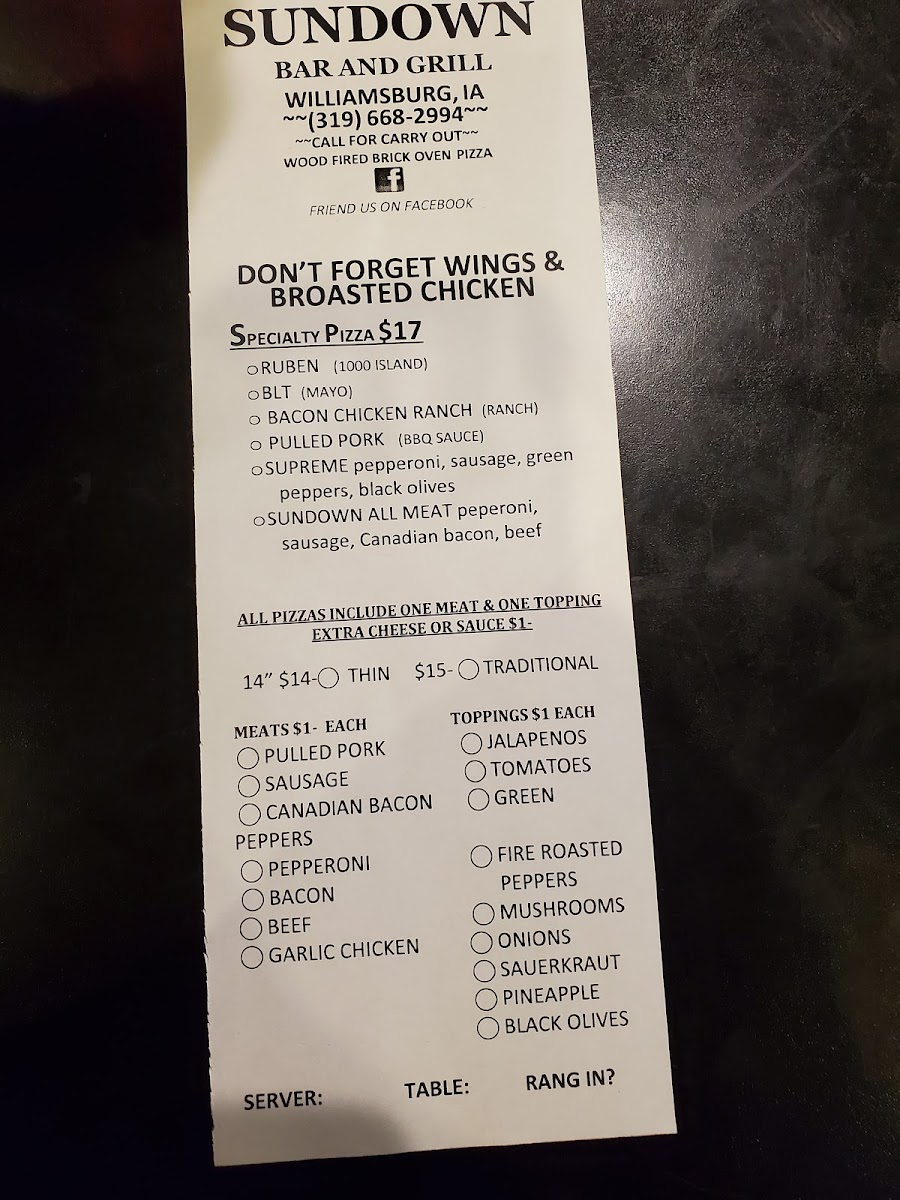 SUNDOWN
BAR AND GRILL
WILLIAMSBURG, IA
~~(319) 668-2994~~
~~CALL FOR CARRY OUT~~
WOOD FIRED BRICK OVEN PIZZA
f
FRIEND US ON FACEBOOK
DON'T FORGET WINGS &
BROASTED CHICKEN
SPECIALTY PIZZA $17
RUBEN (1000 ISLAND)
BLT (MAYO)
BACON CHICKEN RANCH (RANCH)
PULLED PORK (BBQ SAUCE)
SUPREME pepperoni, sausage, green
peppers, black olives
SUNDOWN ALL MEAT peperoni,
sausage, Canadian bacon, beef
ALL PIZZAS INCLUDE ONE MEAT & ONE TOPPING
EXTRA CHEESE OR SAUCE $1-
14" $14- THIN $15- TRADITIONAL
MEATS $1- EACH
PULLED PORK
SAUSAGE
CANADIAN BACON
PEPPERS
PEPPERONI
BACON
BEEF
GARLIC CHICKEN
TOPPINGS $1 EACH
JALAPENOS
TOMATOES
GREEN
FIRE ROASTED
PEPPERS
MUSHROOMS
ONIONS
SAUERKRAUT
PINEAPPLE
BLACK OLIVES
SERVER: TABLE: RANG IN?